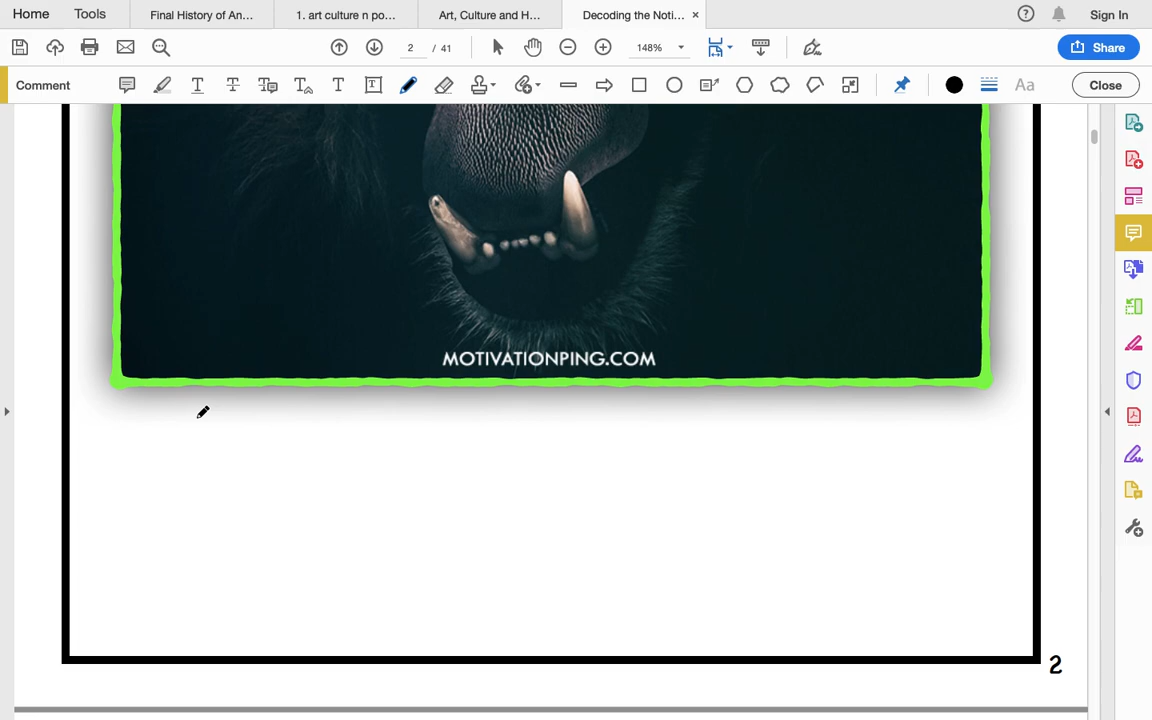 Home Tools Final History of An... 1. art culture n po... Art, Culture and H... Decoding the Noti... × Sign In
2 / 41 148% Share
Comment Aa Close
MOTIVATIONPING.COM
2